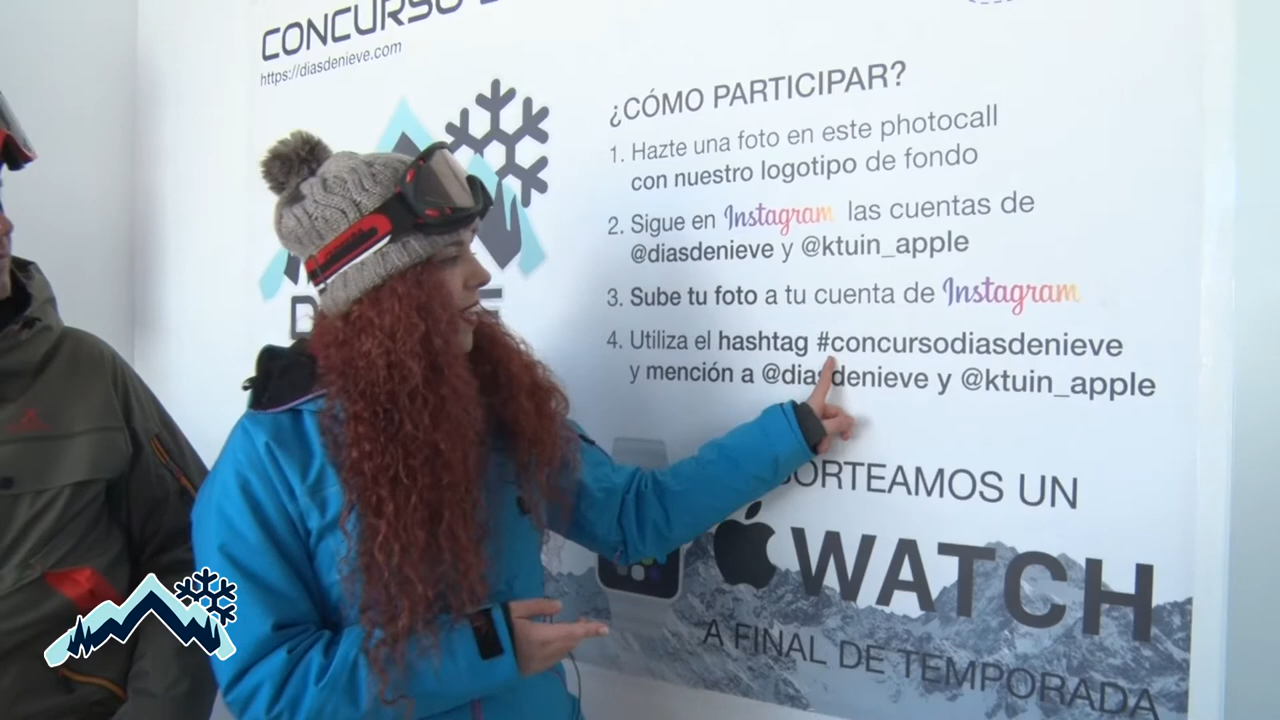 CONCURSO
https://diasdenieve.com
¿CÓMO PARTICIPAR?
1. Hazte una foto en este photocall
con nuestro logotipo de fondo
2. Sigue en Instagram las cuentas de
@diasdenieve y @ktuin_apple
3. Sube tu foto a tu cuenta de Instagram
4. Utiliza el hashtag #concursodiasdenieve
y mención a @diasdenieve y @ktuin_apple
SORTEAMOS UN
WATCH
A FINAL DE TEMPORADA